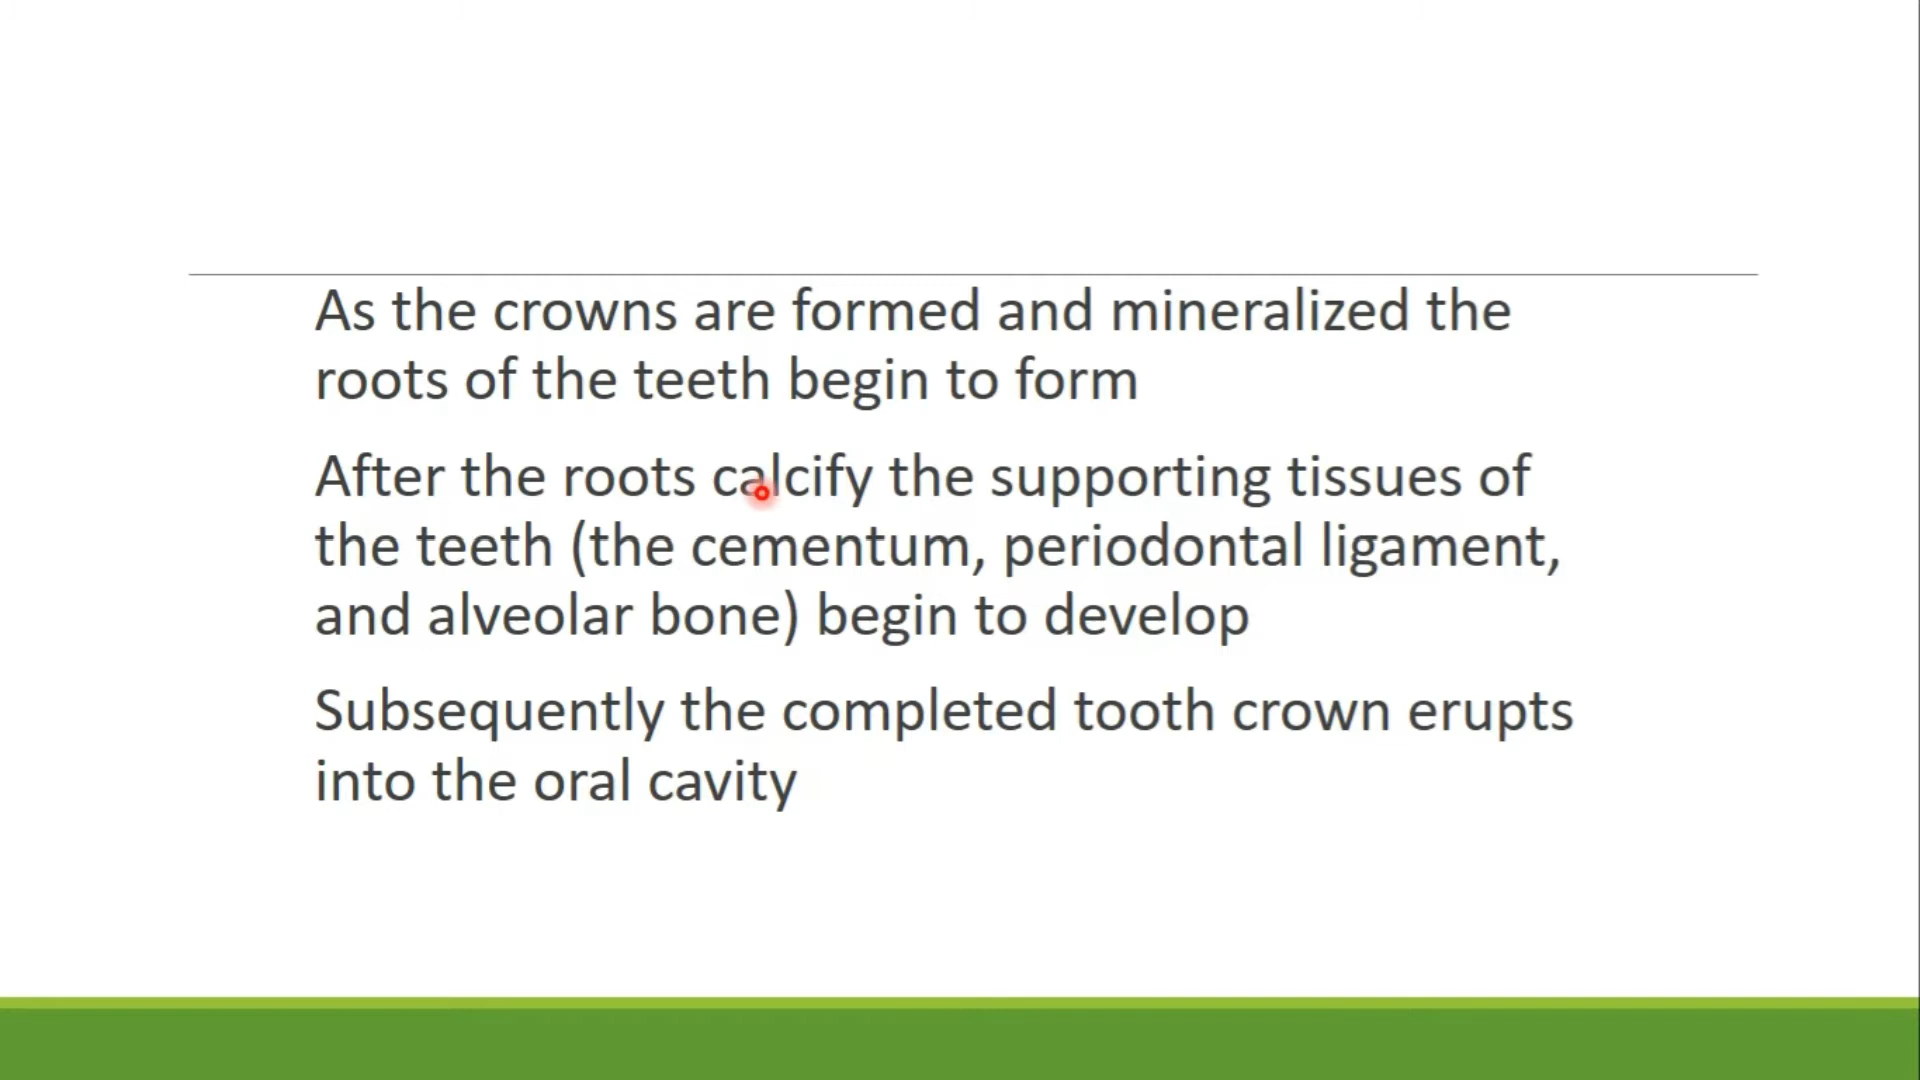 As the crowns are formed and mineralized the
roots of the teeth begin to form
After the roots calcify the supporting tissues of
the teeth (the cementum, periodontal ligament,
and alveolar bone) begin to develop
Subsequently the completed tooth crown erupts
into the oral cavity